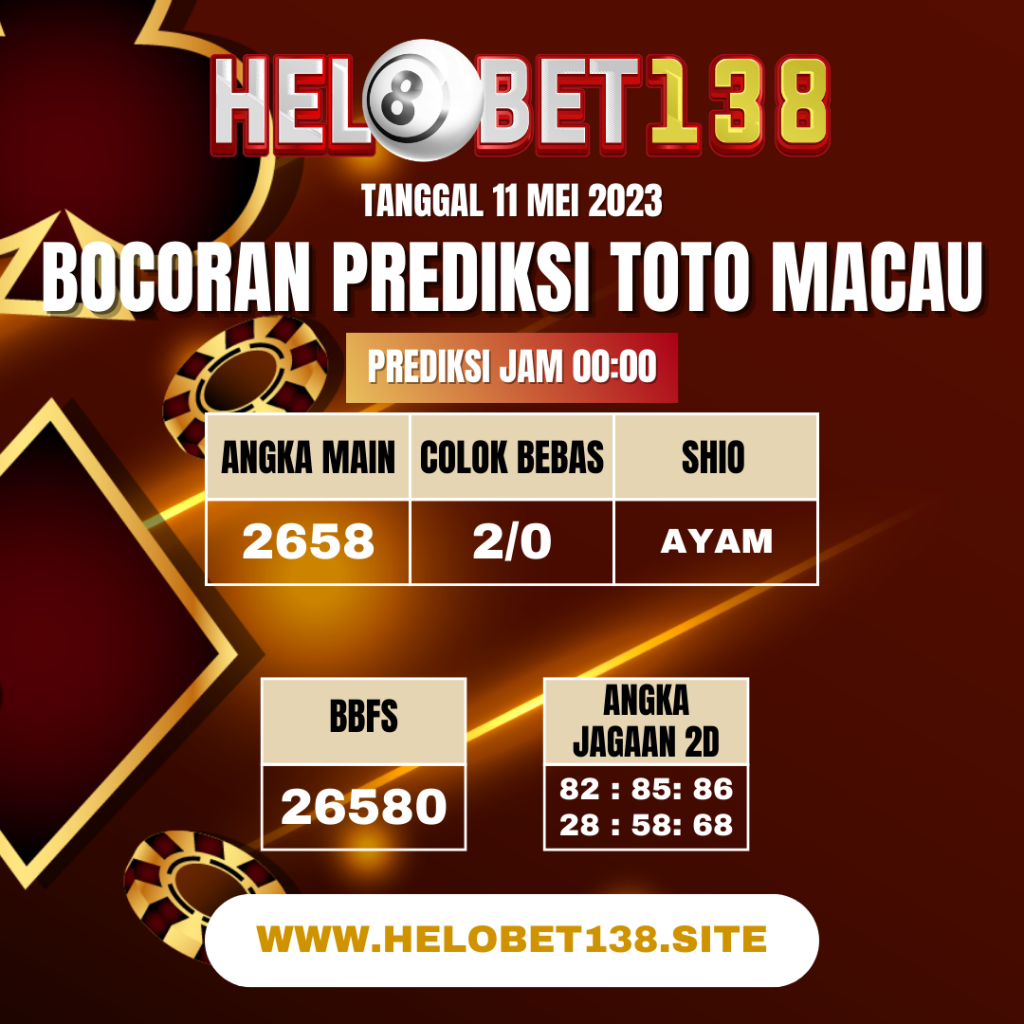 HELOBET138
TANGGAL 11 MEI 2023
BOCORAN PREDIKSI TOTO MACAU
PREDIKSI JAM 00:00
ANGKA MAIN COLOK BEBAS SHIO
2658 2/0 AYAM
BBFS
26580
ANGKA
JAGAAN 2D
82 : 85: 86
28 : 58: 68
WWW.HELOBET138.SITE